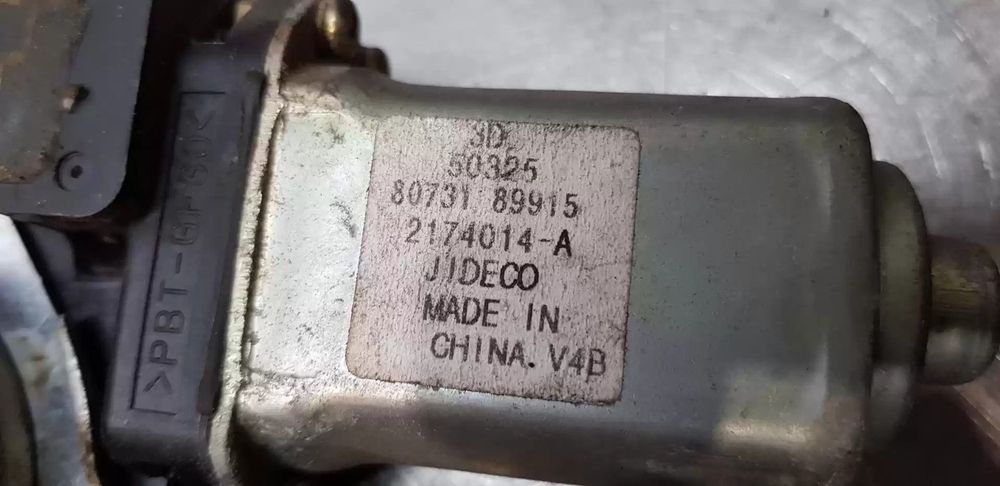 3D
50325
80731 89915
2174014-A
JIDECO
MADE IN
CHINA. V4B
>PBT-GF30<